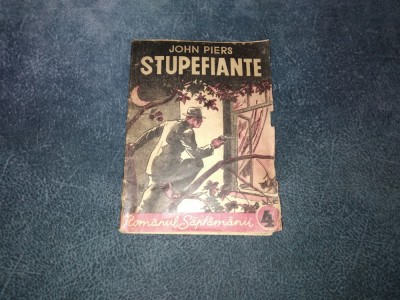 JOHN PIERS
STUPEFIANTE
Romanul Săptămânii
4